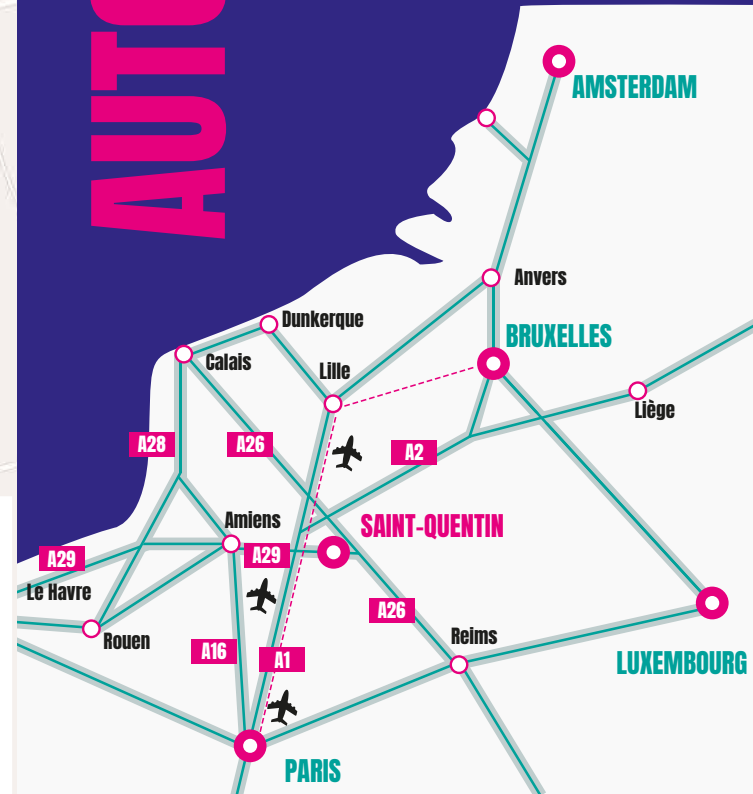 AUTO
AMSTERDAM
Anvers
Dunkerque
BRUXELLES
Calais
Lille
Liège
A28
A26
A2
Amiens
SAINT-QUENTIN
A29
A29
Le Havre
A26
Rouen
Reims
A16
A1
LUXEMBOURG
PARIS